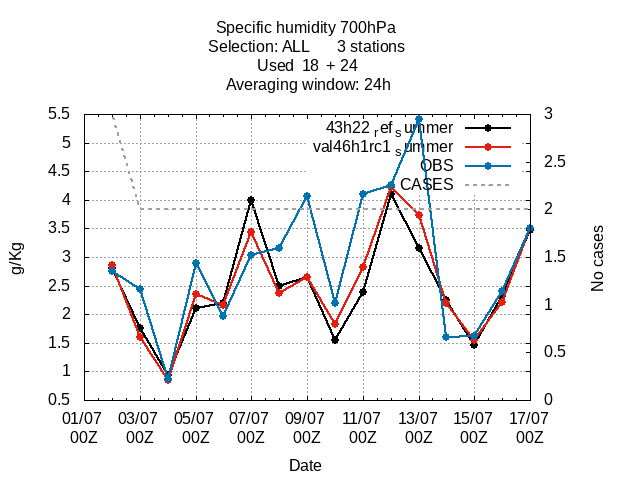 Specific humidity 700hPa
Selection: ALL 3 stations
Used 18 + 24
Averaging window: 24h
43h22_ref_summer
val46h1rc1_summer
OBS
CASES
5.5
5
4.5
4
3.5
3
2.5
2
1.5
1
0.5
g/Kg
3
2.5
2
1.5
1
0.5
0
No cases
01/07 03/07 05/07 07/07 09/07 11/07 13/07 15/07 17/07
00Z 00Z 00Z 00Z 00Z 00Z 00Z 00Z 00Z
Date